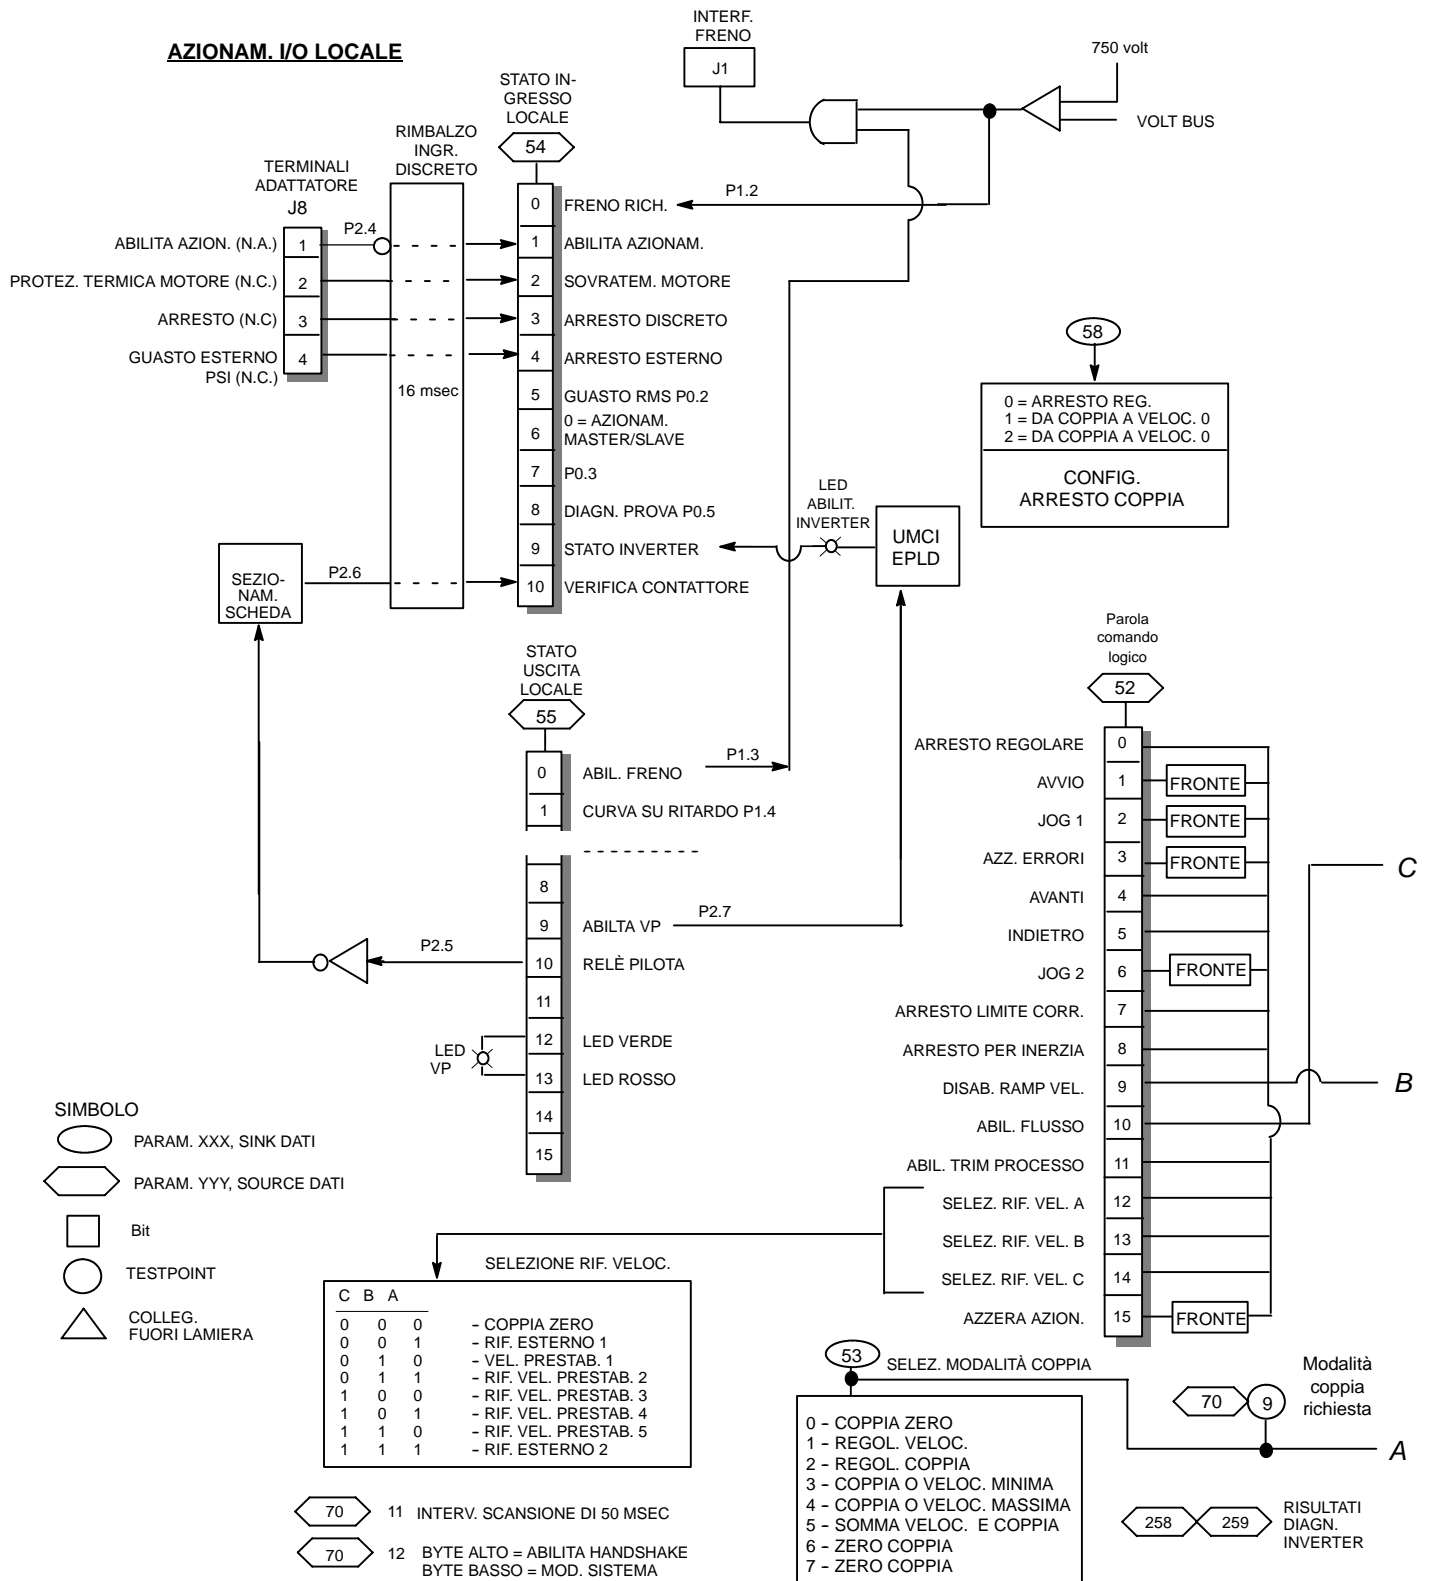 AZIONAM. I/O LOCALE
INTERF.
FRENO
J1
750 volt
VOLT BUS
STATO IN-
GRESSO
LOCALE
54
RIMBALZO
INGR.
DISCRETO
16 msec
TERMINALI
ADATTATORE
J8
P2.4
P1.2
ABILITA AZION. (N.A.)
PROTEZ. TERMICA MOTORE (N.C.)
ARRESTO (N.C)
GUASTO ESTERNO
PSI (N.C.)
1
2
3
4
0 FRENO RICH.
1 ABILITA AZIONAM.
2 SOVRATEM. MOTORE
3 ARRESTO DISCRETO
4 ARRESTO ESTERNO
5 GUASTO RMS P0.2
6 0 = AZIONAM.
MASTER/SLAVE
7 P0.3
8 DIAGN. PROVA P0.5
9 STATO INVERTER
10 VERIFICA CONTATTORE
SEZIO-
NAM.
SCHEDA
P2.6
LED
ABILIT.
INVERTER
UMCI
EPLD
58
0 = ARRESTO REG.
1 = DA COPPIA A VELOC. 0
2 = DA COPPIA A VELOC. 0
CONFIG.
ARRESTO COPPIA
STATO
USCITA
LOCALE
55
0 ABIL. FRENO
P1.3
1 CURVA SU RITARDO P1.4
8
9 ABILTA VP
P2.7
10 RELÈ PILOTA
P2.5
11
12 LED VERDE
13 LED ROSSO
14
15
LED
VP
Parola
comando
logico
52
ARRESTO REGOLARE 0
AVVIO 1 FRONTE
JOG 1 2 FRONTE
AZZ. ERRORI 3 FRONTE
AVANTI 4
INDIETRO 5
JOG 2 6 FRONTE
ARRESTO LIMITE CORR. 7
ARRESTO PER INERZIA 8
DISAB. RAMP VEL. 9
ABIL. FLUSSO 10
ABIL. TRIM PROCESSO 11
SELEZ. RIF. VEL. A 12
SELEZ. RIF. VEL. B 13
SELEZ. RIF. VEL. C 14
AZZERA AZION. 15 FRONTE
C
B
SIMBOLO
PARAM. XXX, SINK DATI
PARAM. YYY, SOURCE DATI
Bit
TESTPOINT
COLLEG.
FUORI LAMIERA
SELEZIONE RIF. VELOC.
C B A
0 0 0 – COPPIA ZERO
0 0 1 – RIF. ESTERNO 1
0 1 0 – VEL. PRESTAB. 1
0 1 1 – RIF. VEL. PRESTAB. 2
1 0 0 – RIF. VEL. PRESTAB. 3
1 0 1 – RIF. VEL. PRESTAB. 4
1 1 0 – RIF. VEL. PRESTAB. 5
1 1 1 – RIF. ESTERNO 2
70 11 INTERV. SCANSIONE DI 50 MSEC
70 12 BYTE ALTO = ABILITA HANDSHAKE
BYTE BASSO = MOD. SISTEMA
53 SELEZ. MODALITÀ COPPIA
0 – COPPIA ZERO
1 – REGOL. VELOC.
2 – REGOL. COPPIA
3 – COPPIA O VELOC. MINIMA
4 – COPPIA O VELOC. MASSIMA
5 – SOMMA VELOC. E COPPIA
6 – ZERO COPPIA
7 – ZERO COPPIA
70 9
Modalità
coppia
richiesta
A
258 259
RISULTATI
DIAGN.
INVERTER